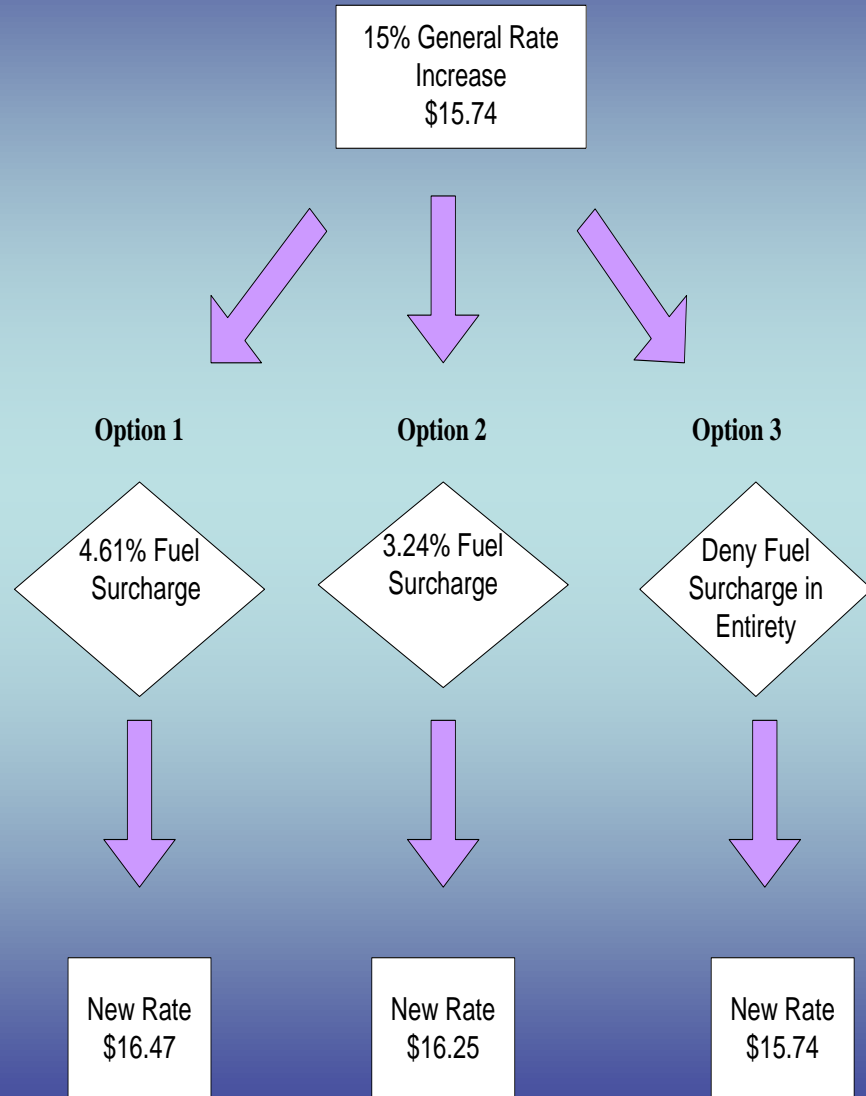 15% General Rate
Increase
$15.74
Option 1
Option 2
Option 3
4.61% Fuel
Surcharge
3.24% Fuel
Surcharge
Deny Fuel
Surcharge in
Entirety
New Rate
$16.47
New Rate
$16.25
New Rate
$15.74